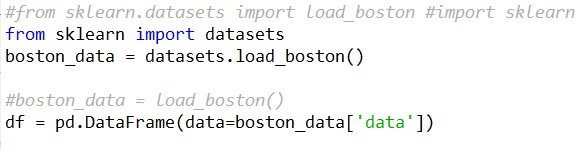 #from sklearn.datasets import load_boston #import sklearn
from sklearn import datasets
boston_data = datasets.load_boston()
#boston_data = load_boston()
df = pd.DataFrame(data=boston_data['data'])